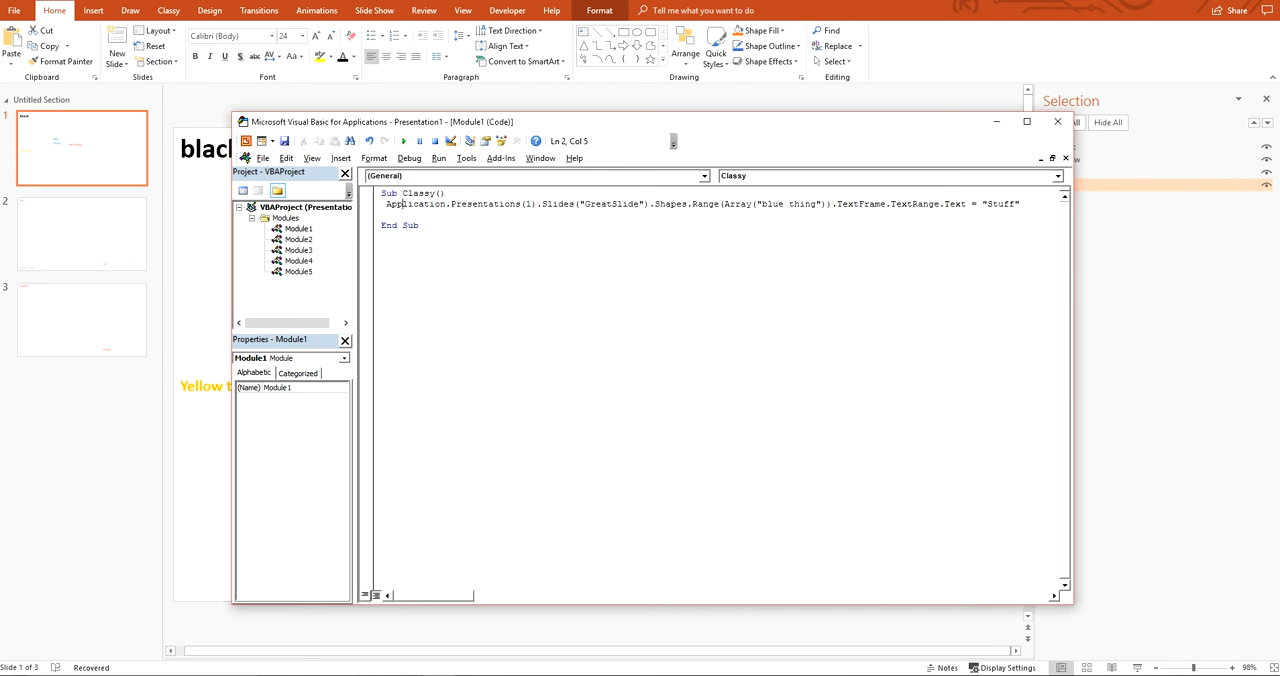 File Home Insert Draw Classy Design Transitions Animations Slide Show Review View Developer Help Format Tell me what you want to do Share
Paste Cut Copy Format Painter Clipboard
New Slide Layout Reset Section Slides
Calibri (Body) 24 Font
Text Direction Align Text Convert to SmartArt Paragraph
Arrange Quick Styles Shape Fill Shape Outline Shape Effects Drawing
Find Replace Select Editing
Untitled Section
1
2
3
Selection
Hide All
Yellow t
Microsoft Visual Basic for Applications - Presentation1 - [Module1 (Code)]
Ln 2, Col 5
File Edit View Insert Format Debug Run Tools Add-Ins Window Help
Project - VBAProject
VBAProject (Presentatio
Modules
Module1
Module2
Module3
Module4
Module5
Properties - Module1
Module1 Module
Alphabetic Categorized
(Name) Module1
(General) Classy
Sub Classy()
Application.Presentations(1).Slides("GreatSlide").Shapes.Range(Array("blue thing")).TextFrame.TextRange.Text = "Stuff"
End Sub
Slide 1 of 3 Recovered Notes Display Settings 98%